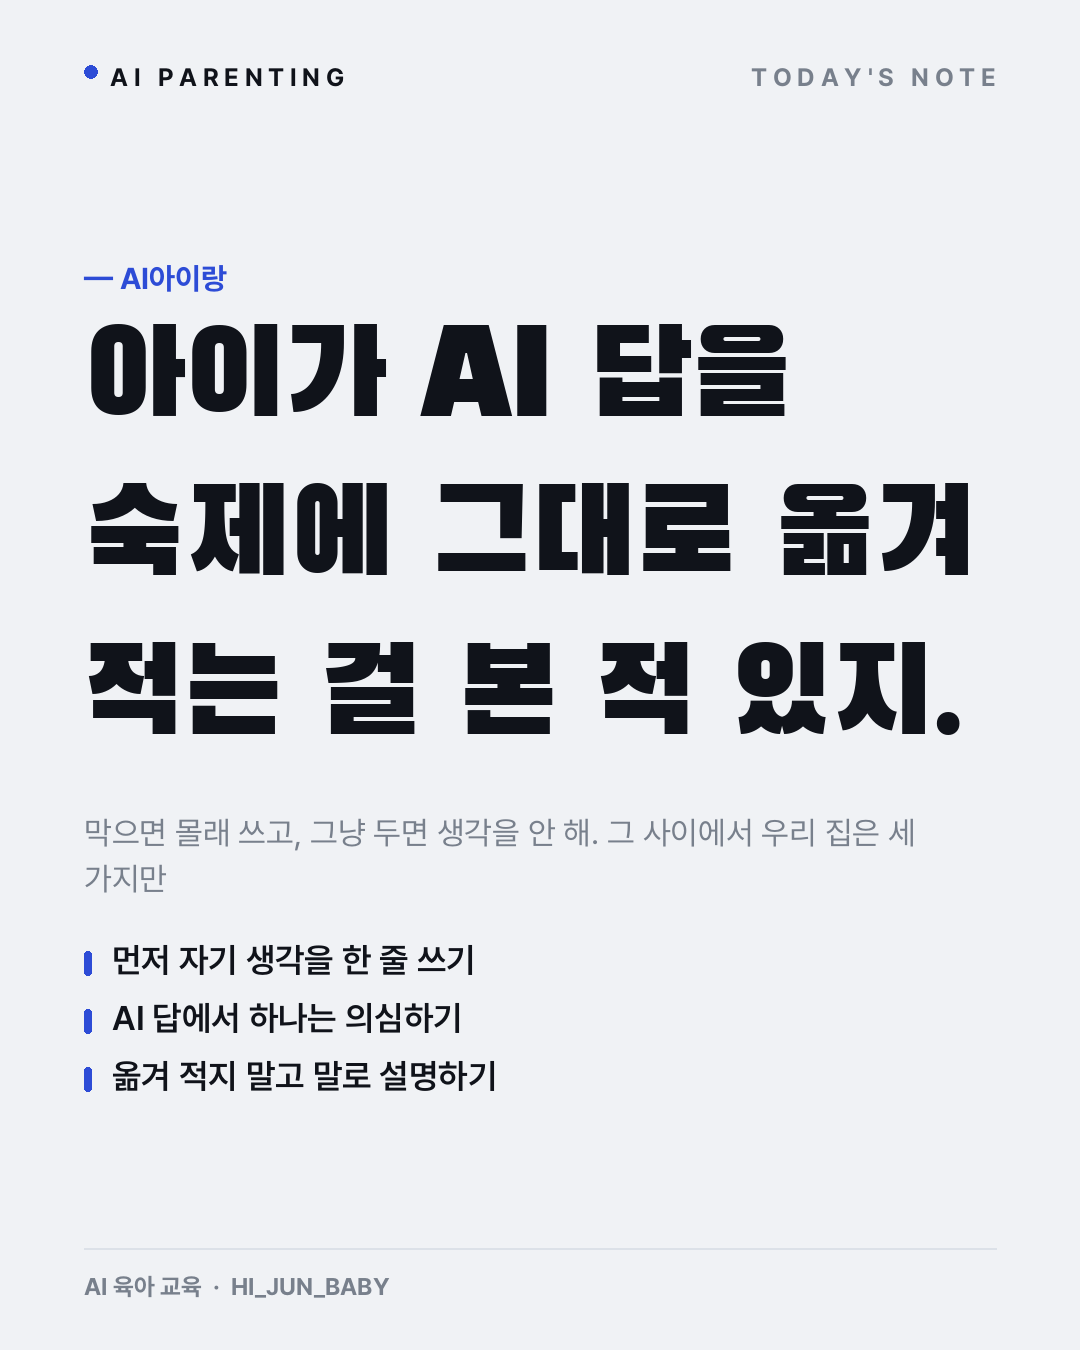 AI PARENTING
TODAY'S NOTE
— AI아이랑
아이가 AI 답을
숙제에 그대로 옮겨
적는 걸 본 적 있지.
막으면 몰래 쓰고, 그냥 두면 생각을 안 해. 그 사이에서 우리 집은 세
가지만
먼저 자기 생각을 한 줄 쓰기
AI 답에서 하나는 의심하기
옮겨 적지 말고 말로 설명하기
AI 육아 교육 · HI_JUN_BABY